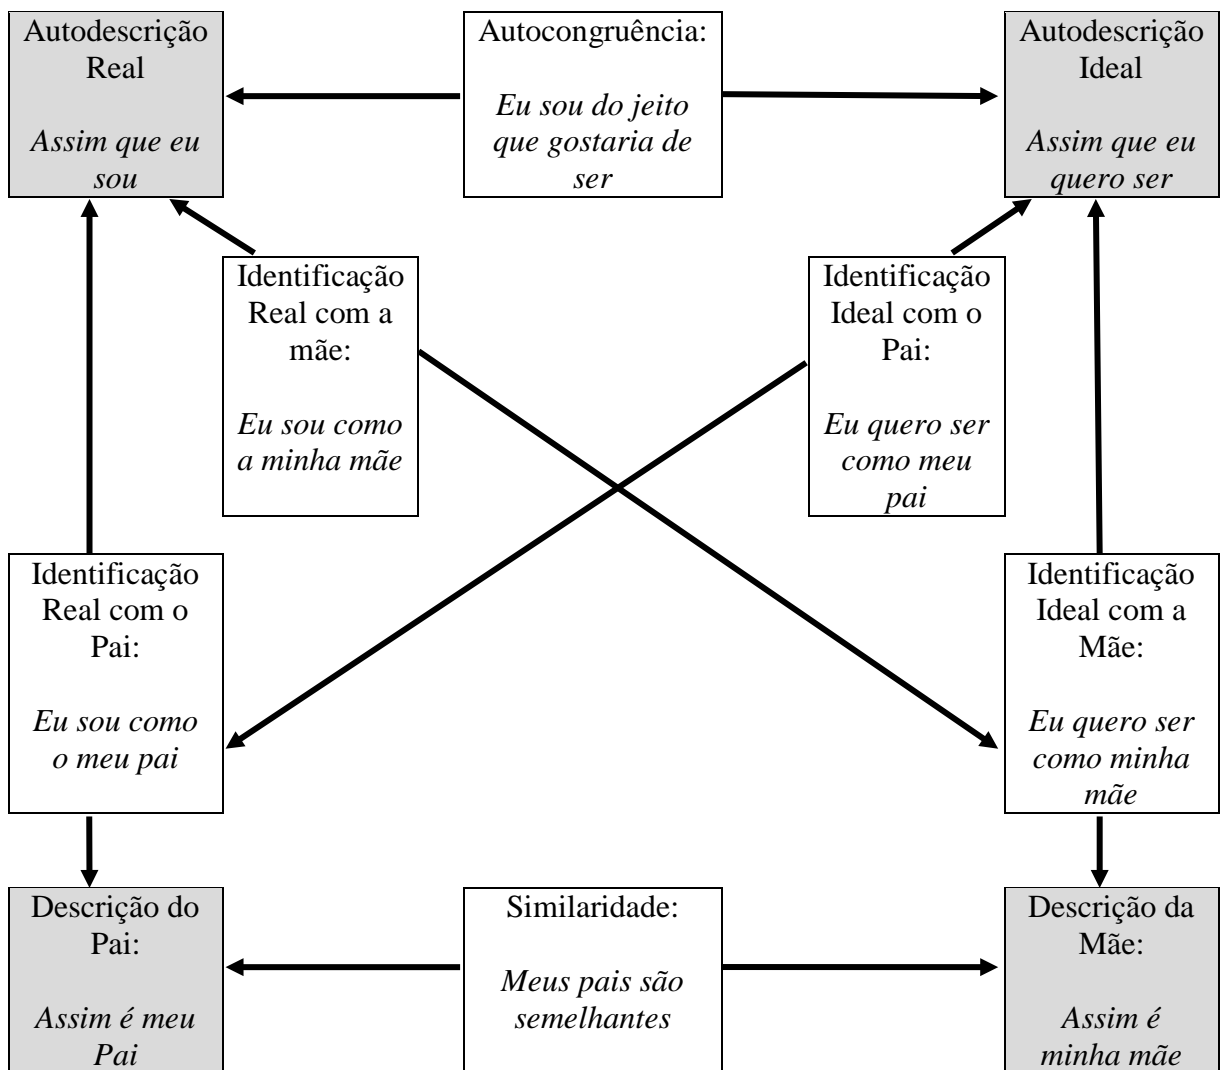 Autodescrição
Real
Assim que eu
sou
Autocongruência:
Eu sou do jeito
que gostaria de
ser
Autodescrição
Ideal
Assim que eu
quero ser
Identificação
Real com a
mãe:
Eu sou como
a minha mãe
Identificação
Ideal com o
Pai:
Eu quero ser
como meu
pai
Identificação
Real com o
Pai:
Eu sou como
o meu pai
Identificação
Ideal com a
Mãe:
Eu quero ser
como minha
mãe
Descrição do
Pai:
Assim é meu
Pai
Similaridade:
Meus pais são
semelhantes
Descrição da
Mãe:
Assim é
minha mãe